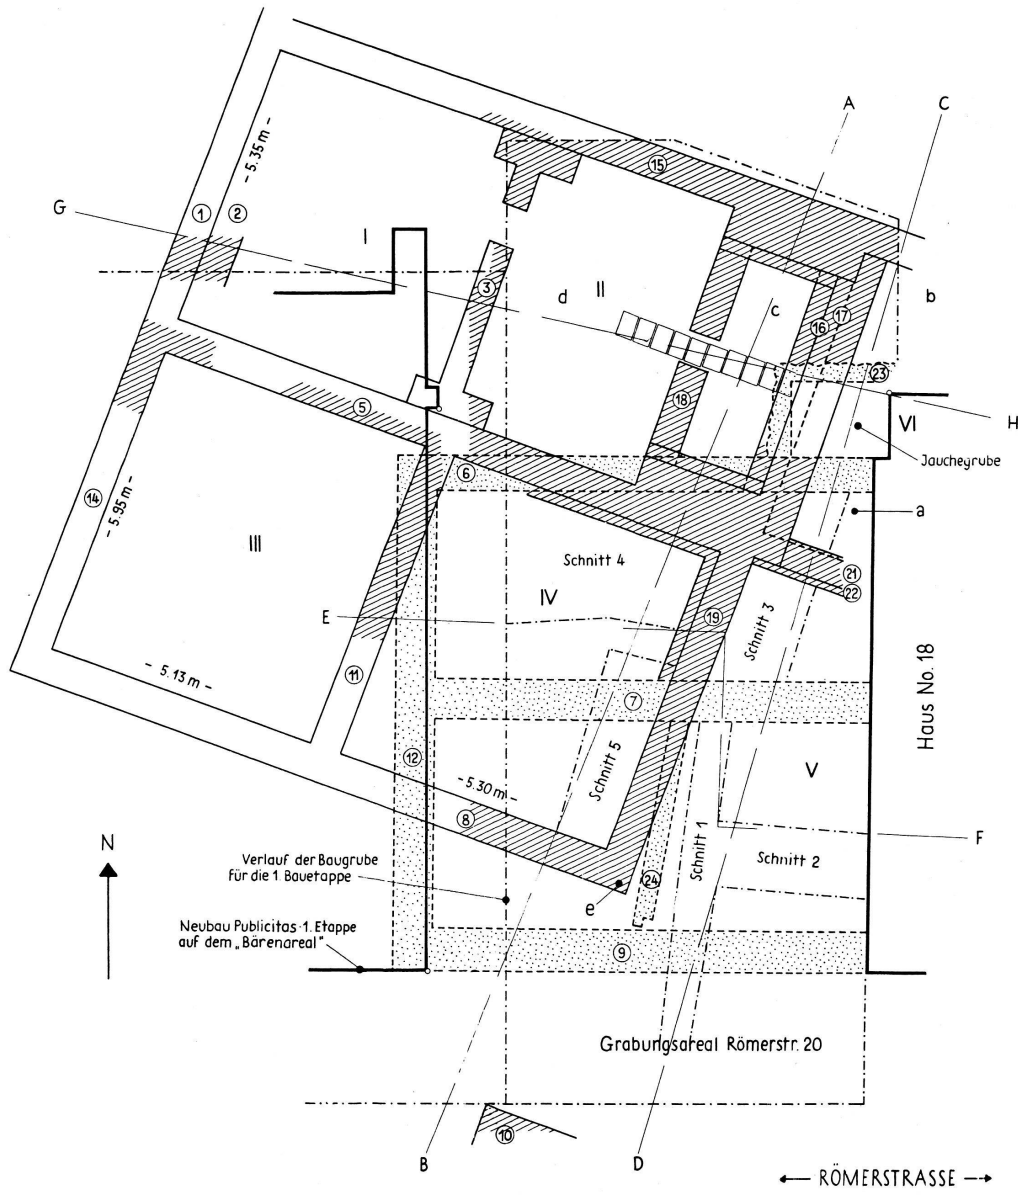 A
C
- 5.35 m -
15
G
1
2
I
3
d
II
c
b
16
17
23
18
5
VI
H
Jauchegrube
6
14
- 5.95 m -
III
a
Schnitt 4
21
22
IV
E
19
Schnitt 3
Haus No. 18
- 5.13 m -
11
7
12
Schnitt 5
V
- 5.30 m -
8
N
Schnitt 1
F
Verlauf der Baugrube
für die 1. Bauetappe
Schnitt 2
24
e
Neubau Publicitas 1. Etappe
auf dem „Bärenareal"
9
Grabungsareal Römerstr. 20
10
B
D
RÖMERSTRASSE